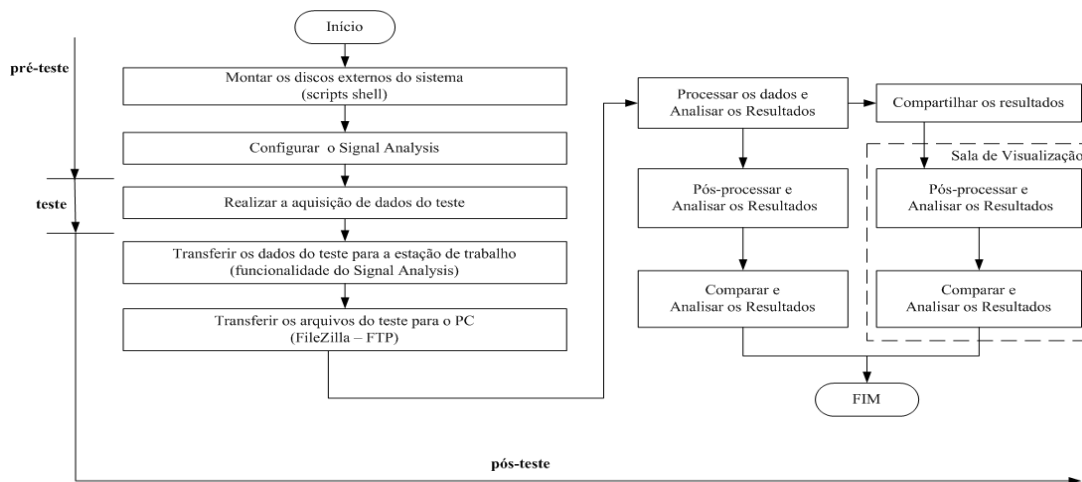 Início
pré-teste
Montar os discos externos do sistema
(scripts shell)
Configurar o Signal Analysis
teste
Realizar a aquisição de dados do teste
Transferir os dados do teste para a estação de trabalho
(funcionalidade do Signal Analysis)
Transferir os arquivos do teste para o PC
(FileZilla – FTP)
Processar os dados e
Analisar os Resultados
Compartilhar os resultados
Sala de Visualização
Pós-processar e
Analisar os Resultados
Pós-processar e
Analisar os Resultados
Comparar e
Analisar os Resultados
Comparar e
Analisar os Resultados
FIM
pós-teste